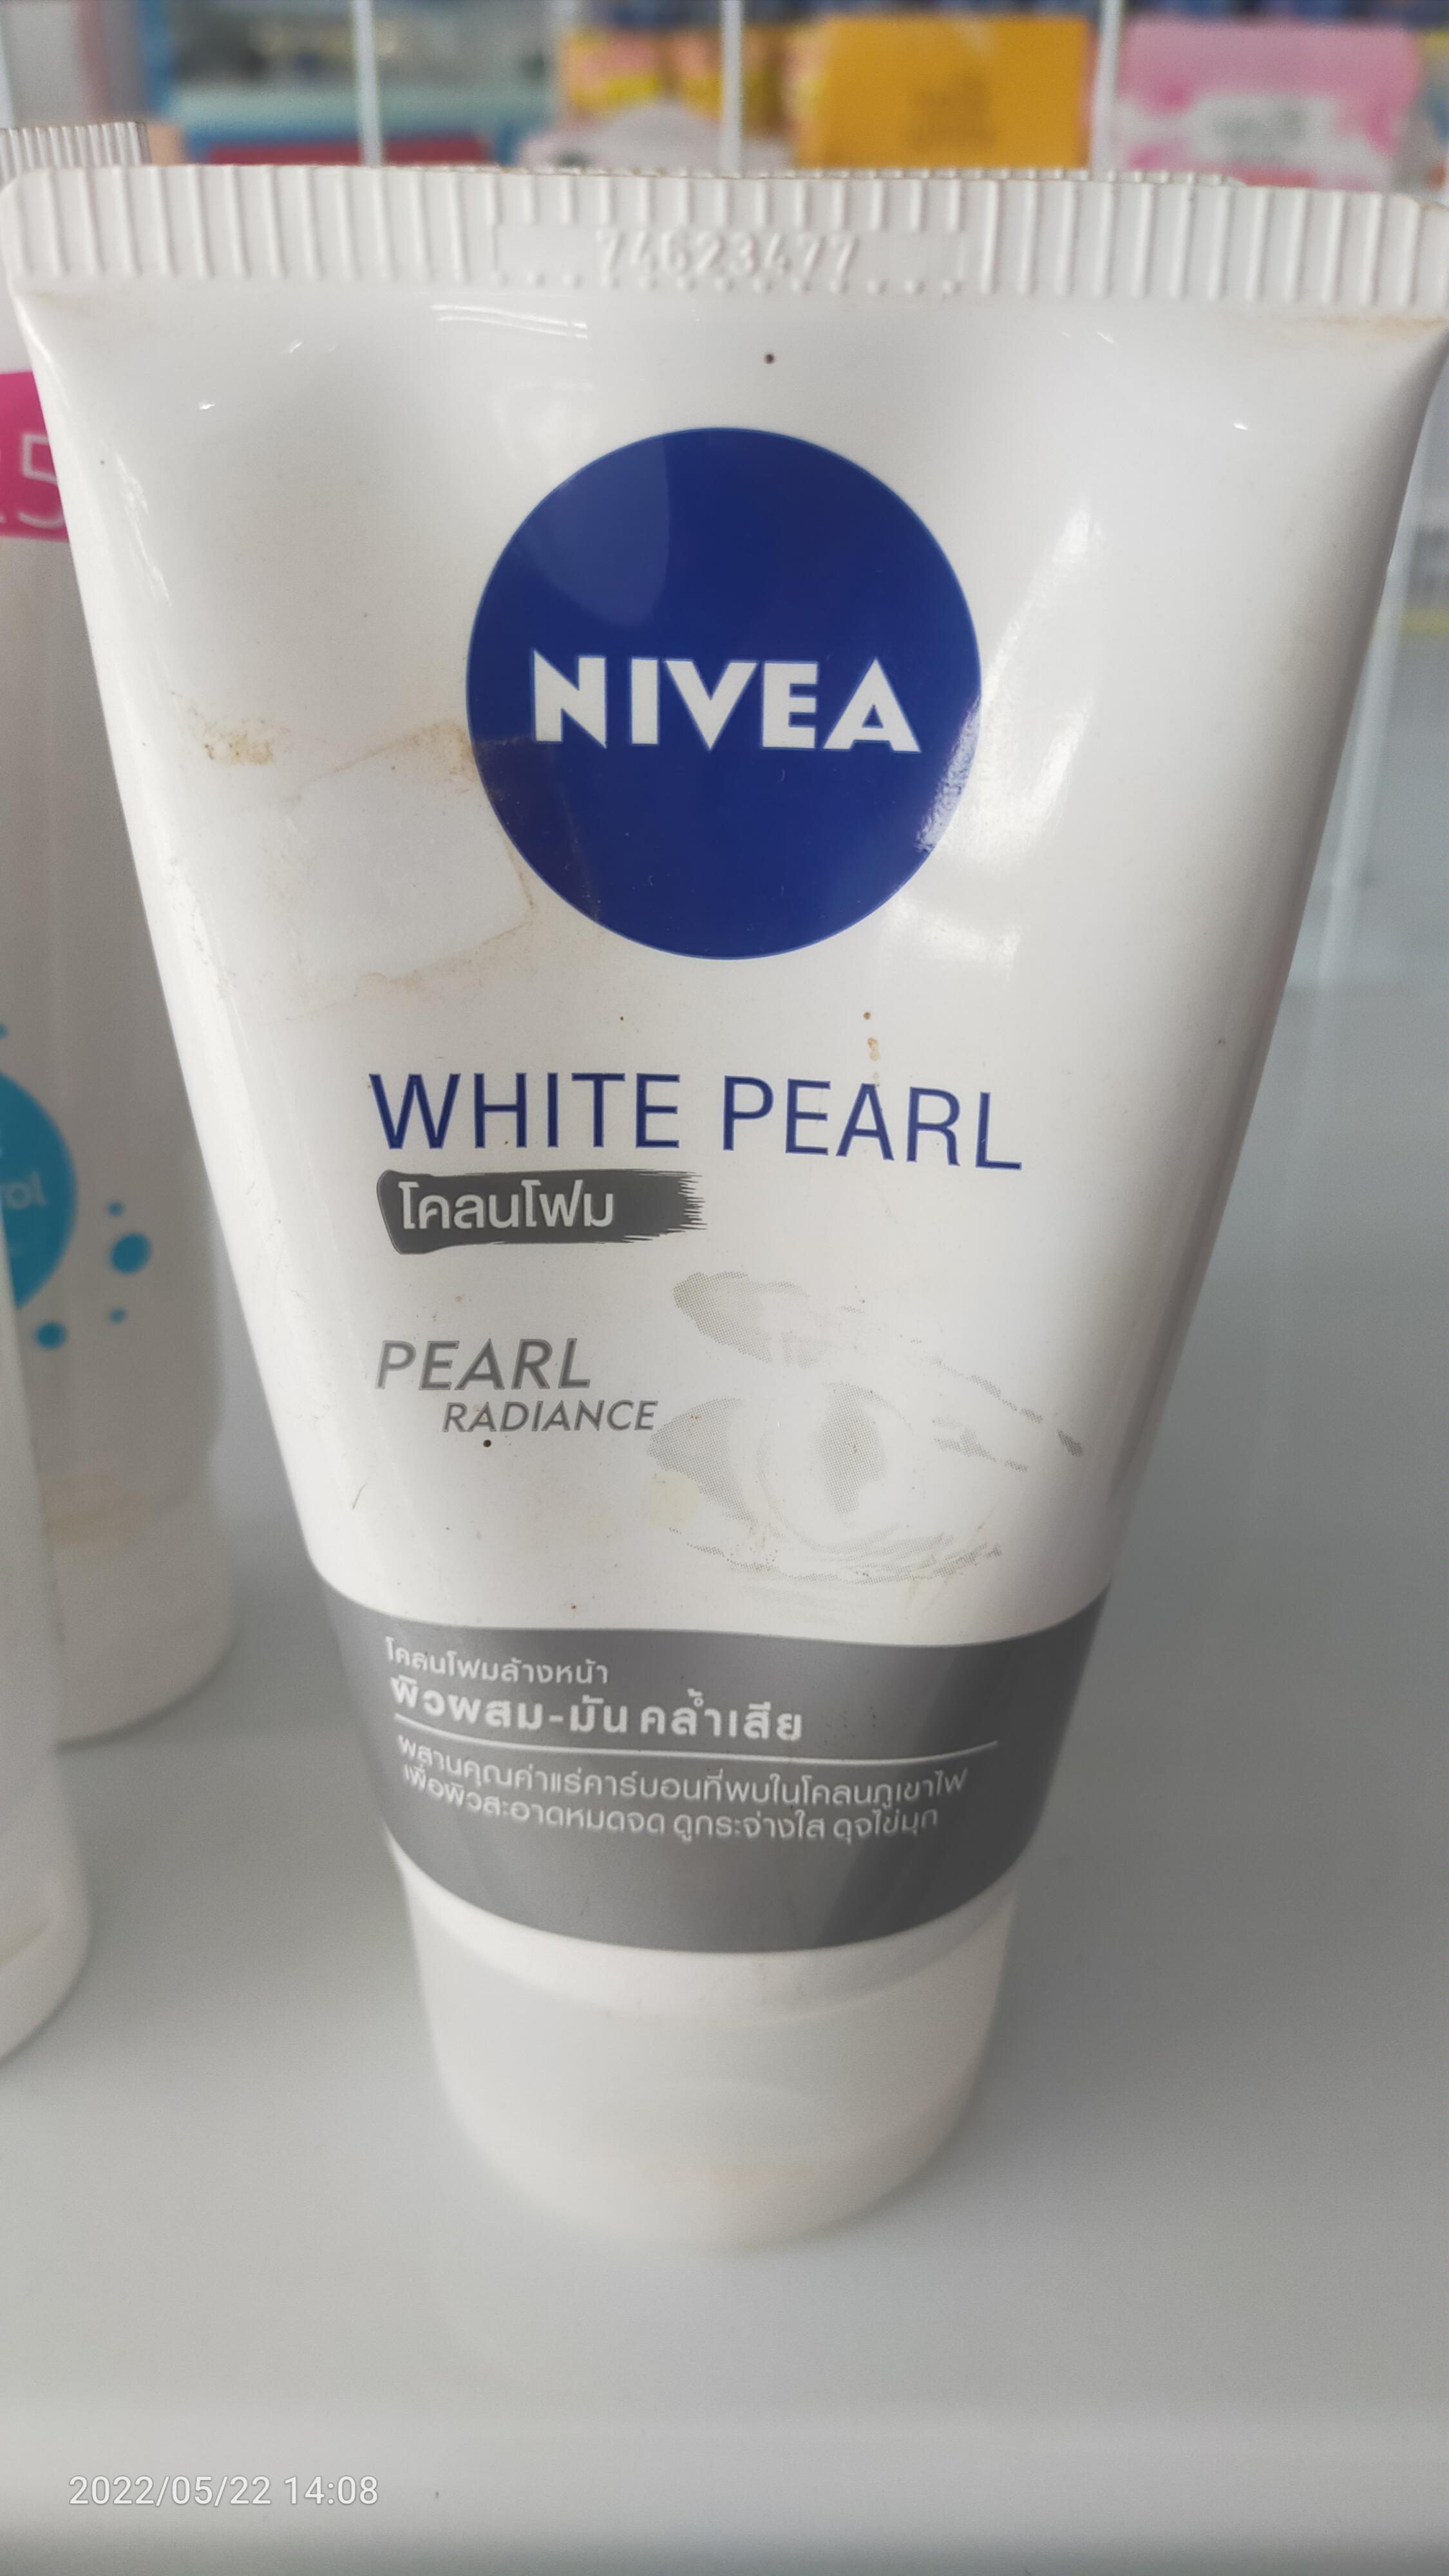 74623477
NIVEA
WHITE PEARL
โคลนโฟม
PEARL
RADIANCE
โคลนโฟมล้างหน้า
ผิวผสม-มัน คล้ำเสีย
ผสานคุณค่าแร่คาร์บอนที่พบในโคลนภูเขาไฟ
เพื่อผิวสะอาดหมดจด ดูกระจ่างใส ดุจไข่มุก
2022/05/22 14:08